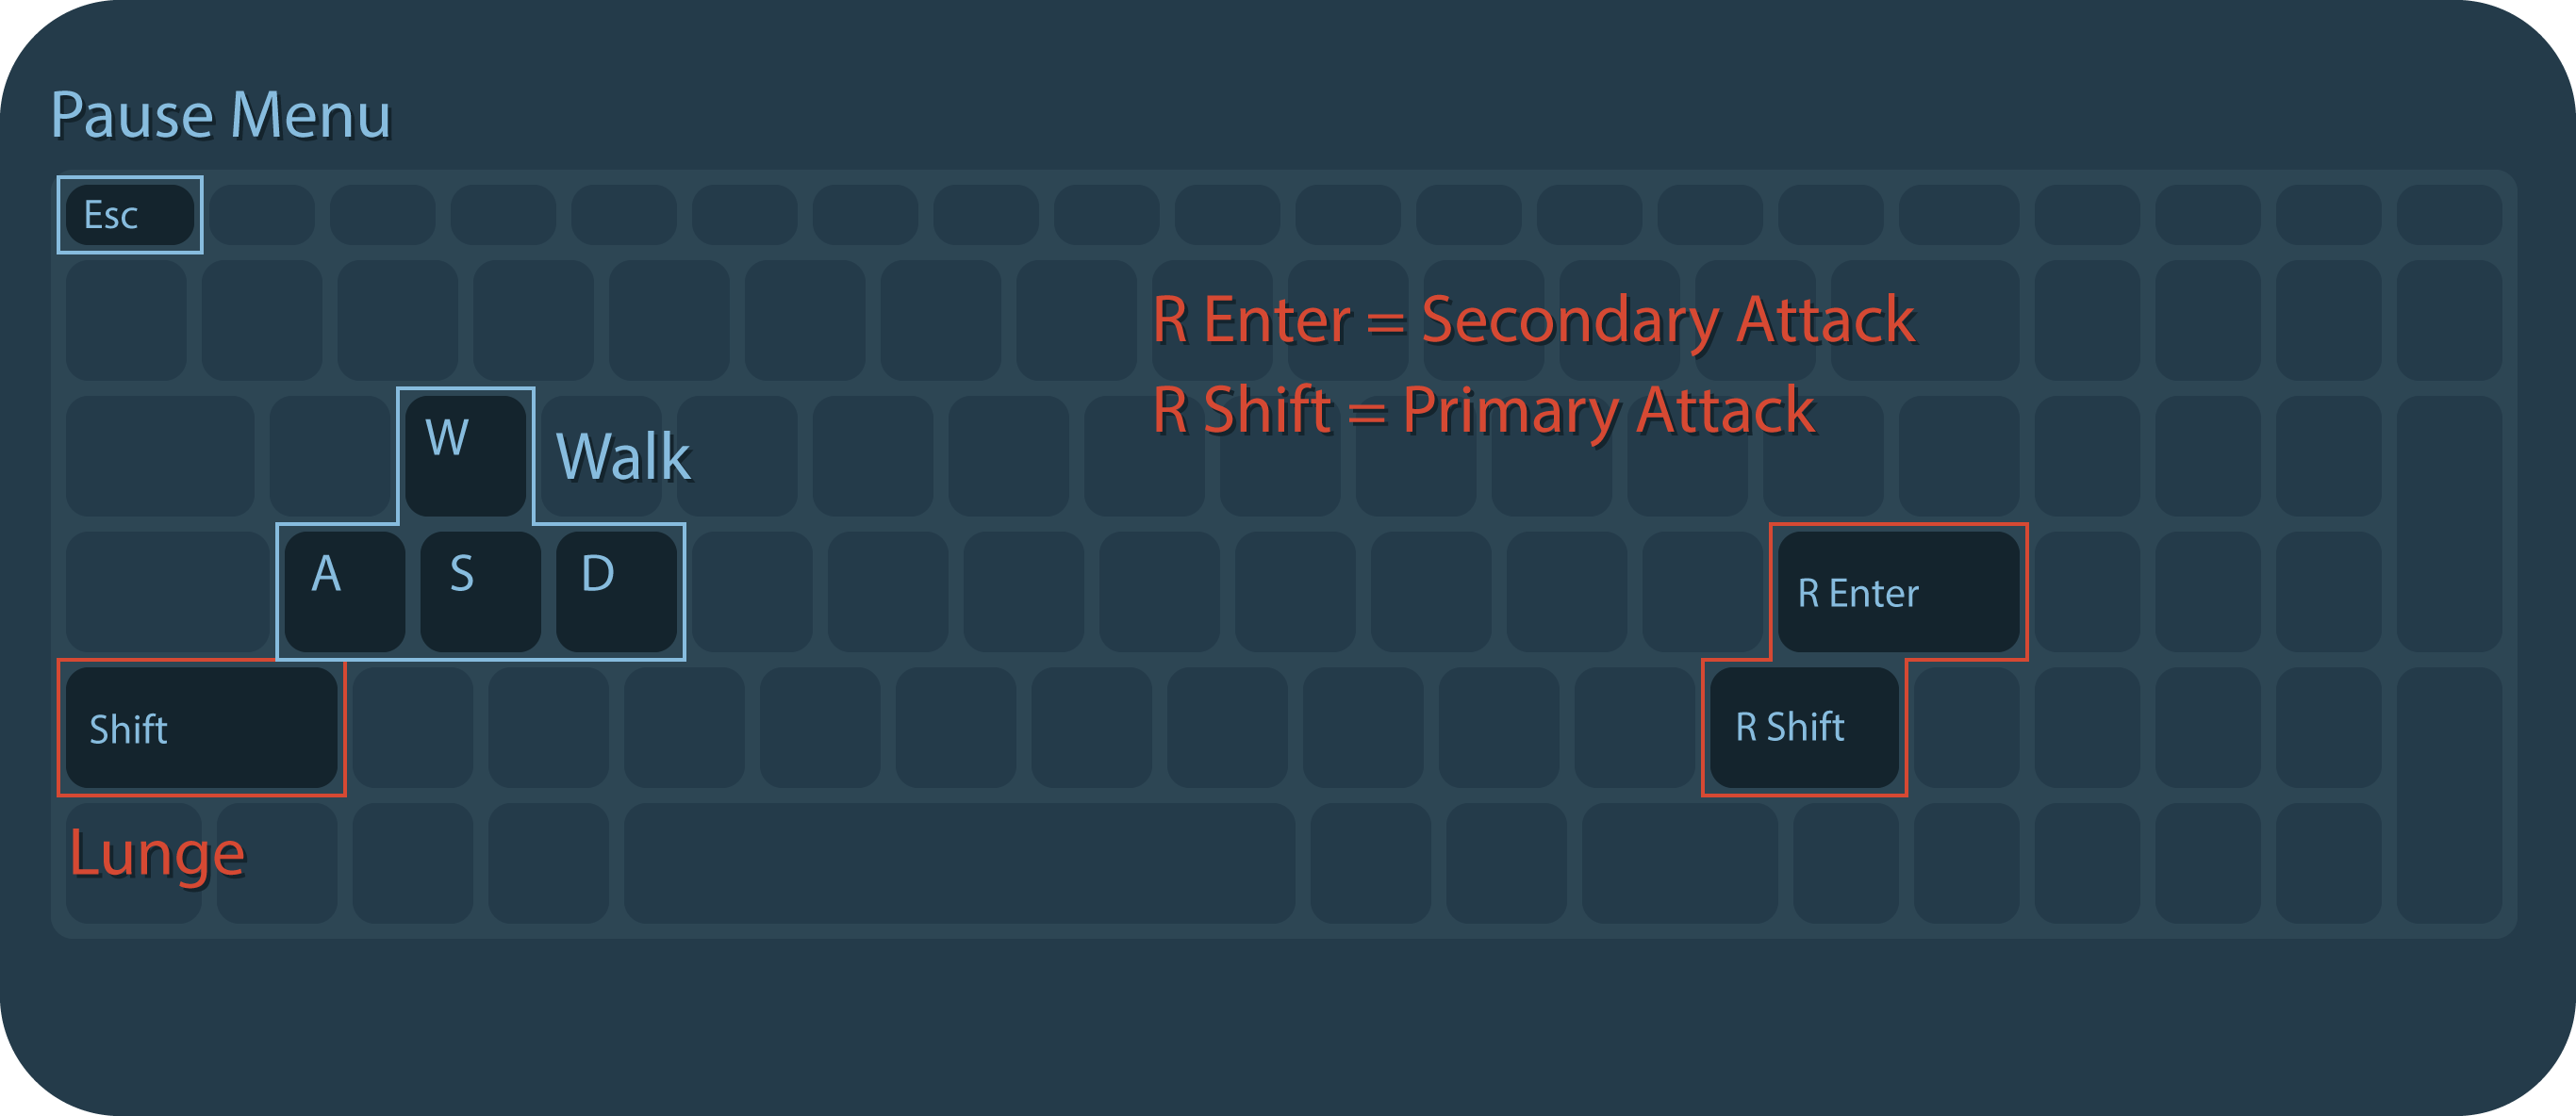 Pause Menu
Esc
R Enter = Secondary Attack
R Shift = Primary Attack
W
Walk
A
S
D
R Enter
Shift
R Shift
Lunge